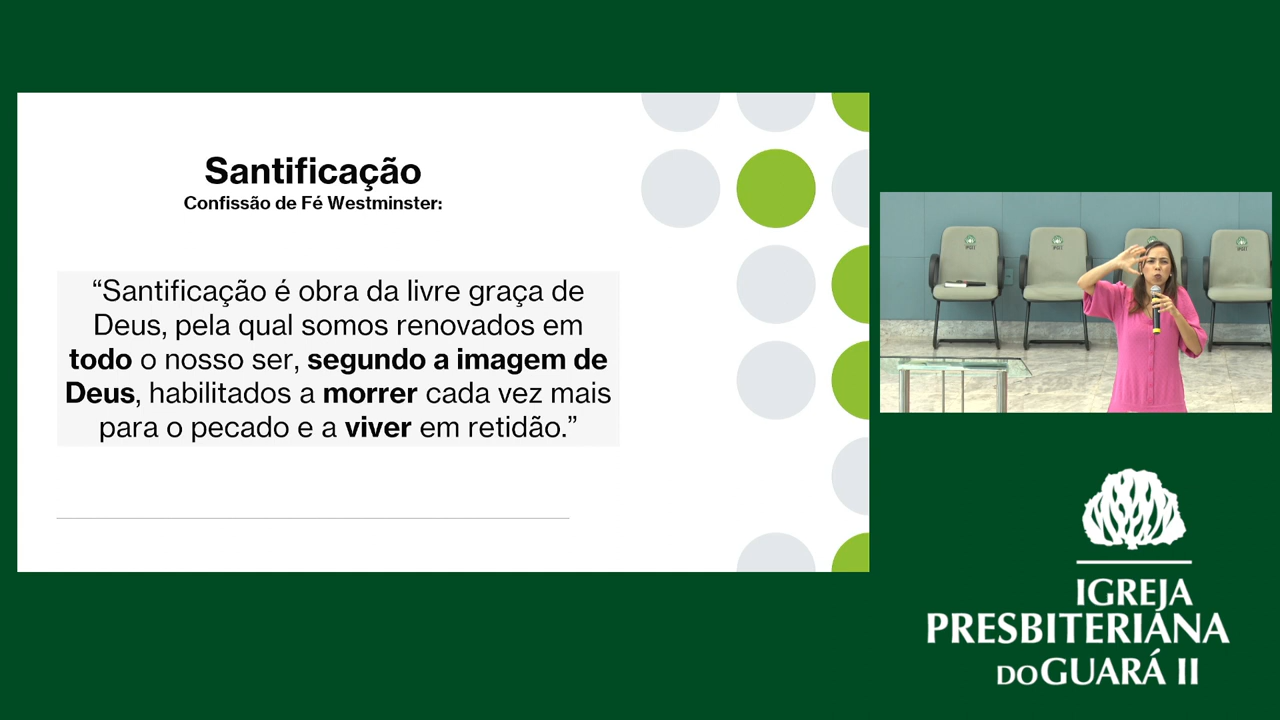 Santificação
Confissão de Fé Westminster:
“Santificação é obra da livre graça de
Deus, pela qual somos renovados em
todo o nosso ser, segundo a imagem de
Deus, habilitados a morrer cada vez mais
para o pecado e a viver em retidão.”
IGREJA
PRESBITERIANA
DO GUARÁ II